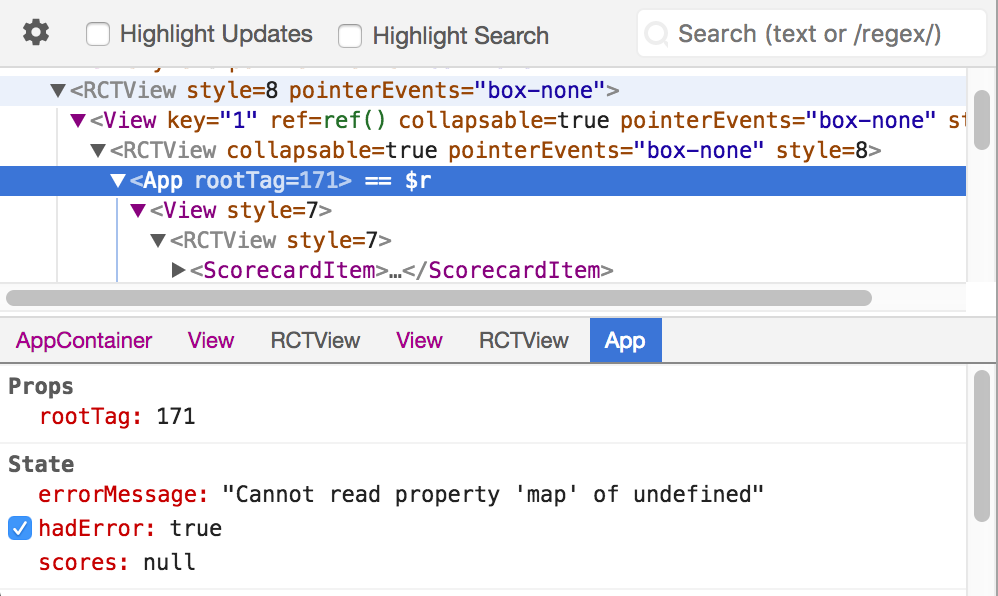 Highlight Updates Highlight Search Search (text or /regex/)
▼<RCTView style=8 pointerEvents="box-none">
▼<View key="1" ref=ref() collapsable=true pointerEvents="box-none" st
▼<RCTView collapsable=true pointerEvents="box-none" style=8>
▼<App rootTag=171> == $r
▼<View style=7>
▼<RCTView style=7>
▶<ScorecardItem>…</ScorecardItem>
AppContainer View RCTView View RCTView App
Props
rootTag: 171
State
errorMessage: "Cannot read property 'map' of undefined"
hadError: true
scores: null